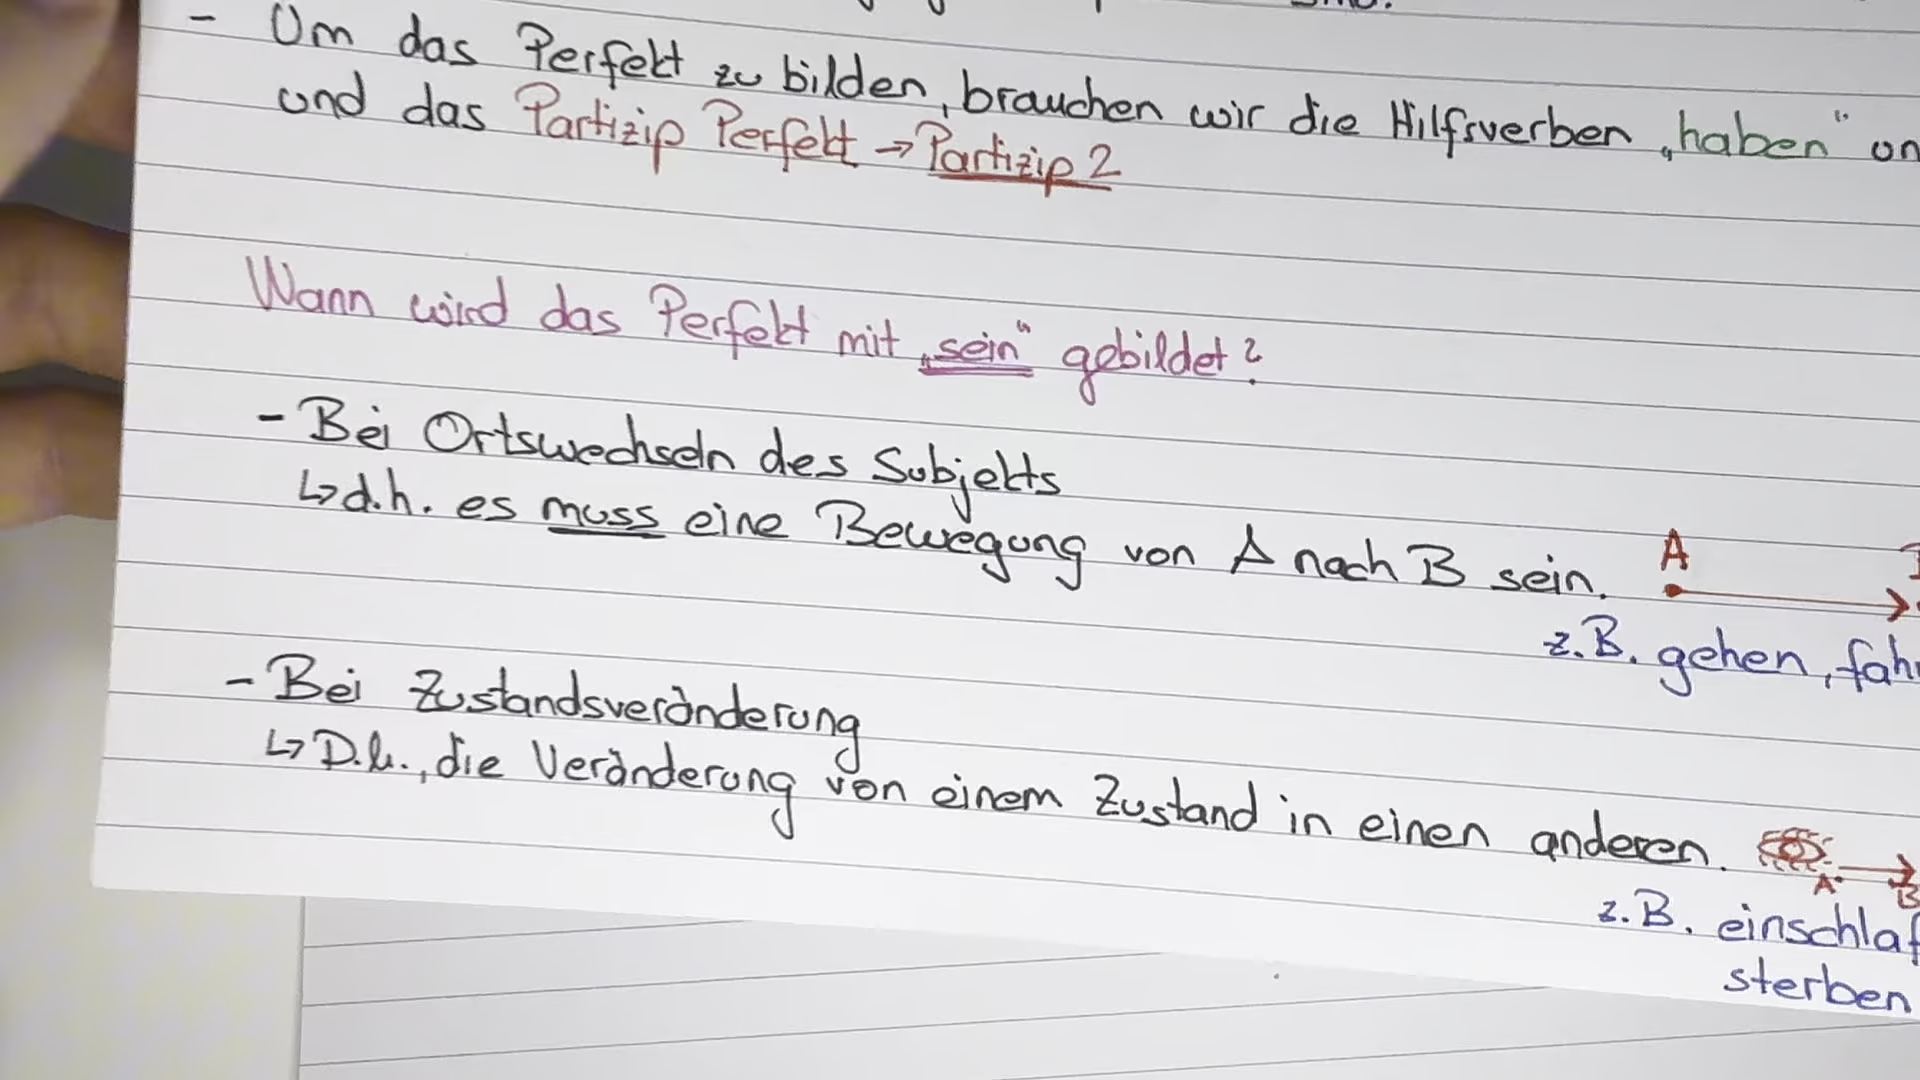 - Um das Perfekt zu bilden, brauchen wir die Hilfsverben „haben“
und das Partizip Perfekt → Partizip 2
Wann wird das Perfekt mit „sein“ gebildet?
- Bei Ortswechseln des Subjekts
↳ d.h. es muss eine Bewegung von A nach B sein.
A
z.B. gehen,
- Bei Zustandsveränderung
↳ D.h., die Veränderung von einem Zustand in einen anderen.
A B
z.B.
sterben